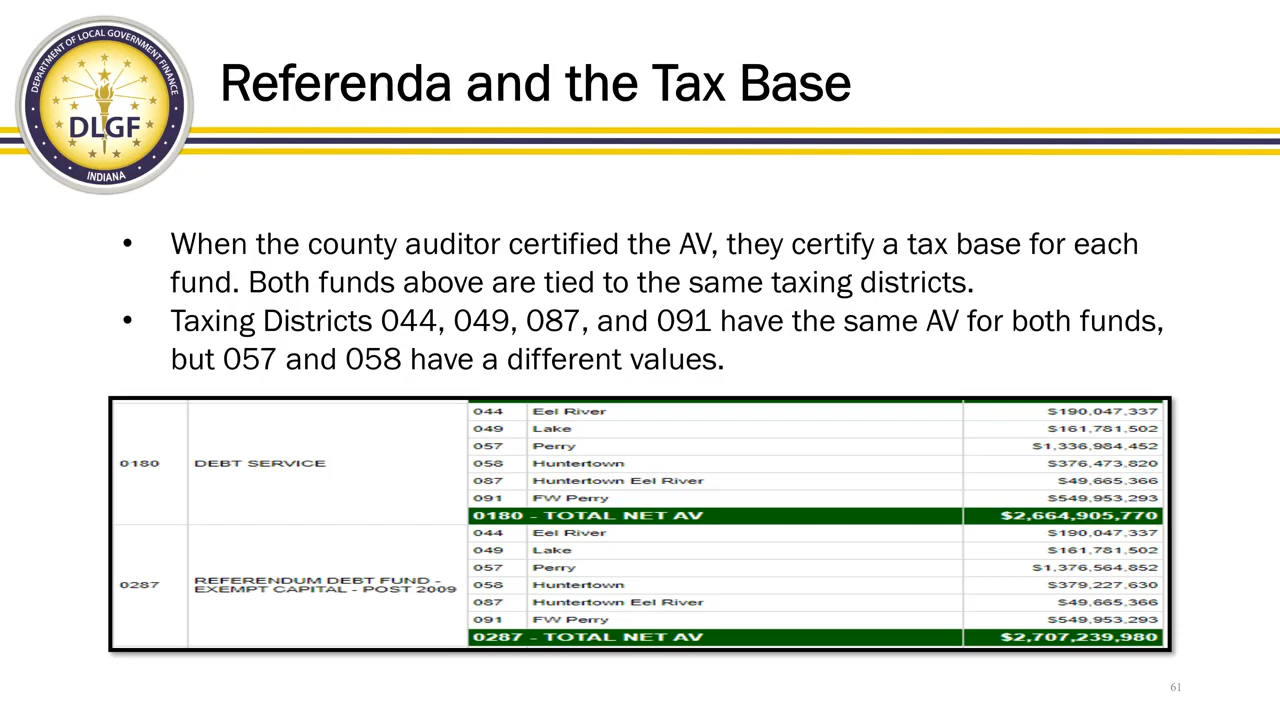 DEPARTMENT OF LOCAL GOVERNMENT FINANCE
DLGF
INDIANA
Referenda and the Tax Base
• When the county auditor certified the AV, they certify a tax base for each
fund. Both funds above are tied to the same taxing districts.
• Taxing Districts 044, 049, 087, and 091 have the same AV for both funds,
but 057 and 058 have a different values.
044 Eel River $190,047,337
049 Lake $161,781,502
057 Perry $1,336,984,452
0180 DEBT SERVICE 058 Huntertown $376,473,820
087 Huntertown Eel River $49,665,366
091 FW Perry $549,953,293
0180 - TOTAL NET AV $2,664,905,770
044 Eel River $190,047,337
049 Lake $161,781,502
057 Perry $1,376,564,852
0287 REFERENDUM DEBT FUND - EXEMPT CAPITAL - POST 2009 058 Huntertown $379,227,630
087 Huntertown Eel River $49,665,366
091 FW Perry $549,953,293
0287 - TOTAL NET AV $2,707,239,980
61